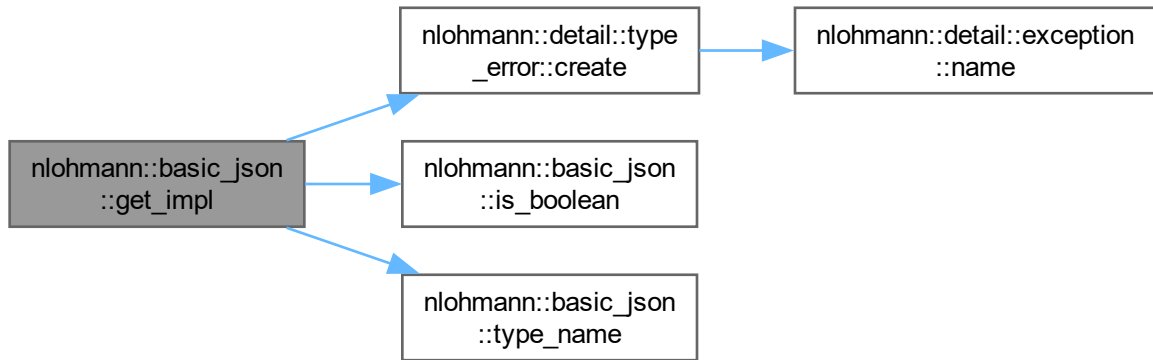 nlohmann::detail::type
_error::create
nlohmann::detail::exception
::name
nlohmann::basic_json
::get_impl
nlohmann::basic_json
::is_boolean
nlohmann::basic_json
::type_name